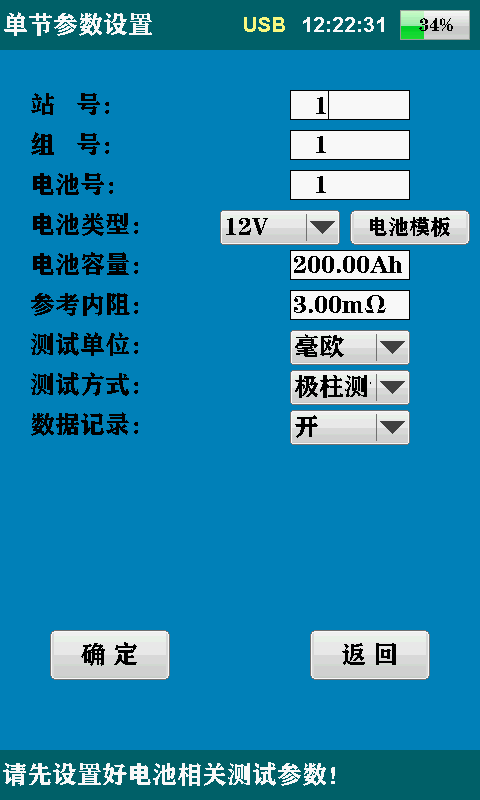 单节参数设置 USB 12:22:31 34%
站 号: 1
组 号: 1
电池号: 1
电池类型: 12V 电池模板
电池容量: 200.00Ah
参考内阻: 3.00mΩ
测试单位: 毫欧
测试方式: 极柱测
数据记录: 开
确 定 返 回
请先设置好电池相关测试参数!